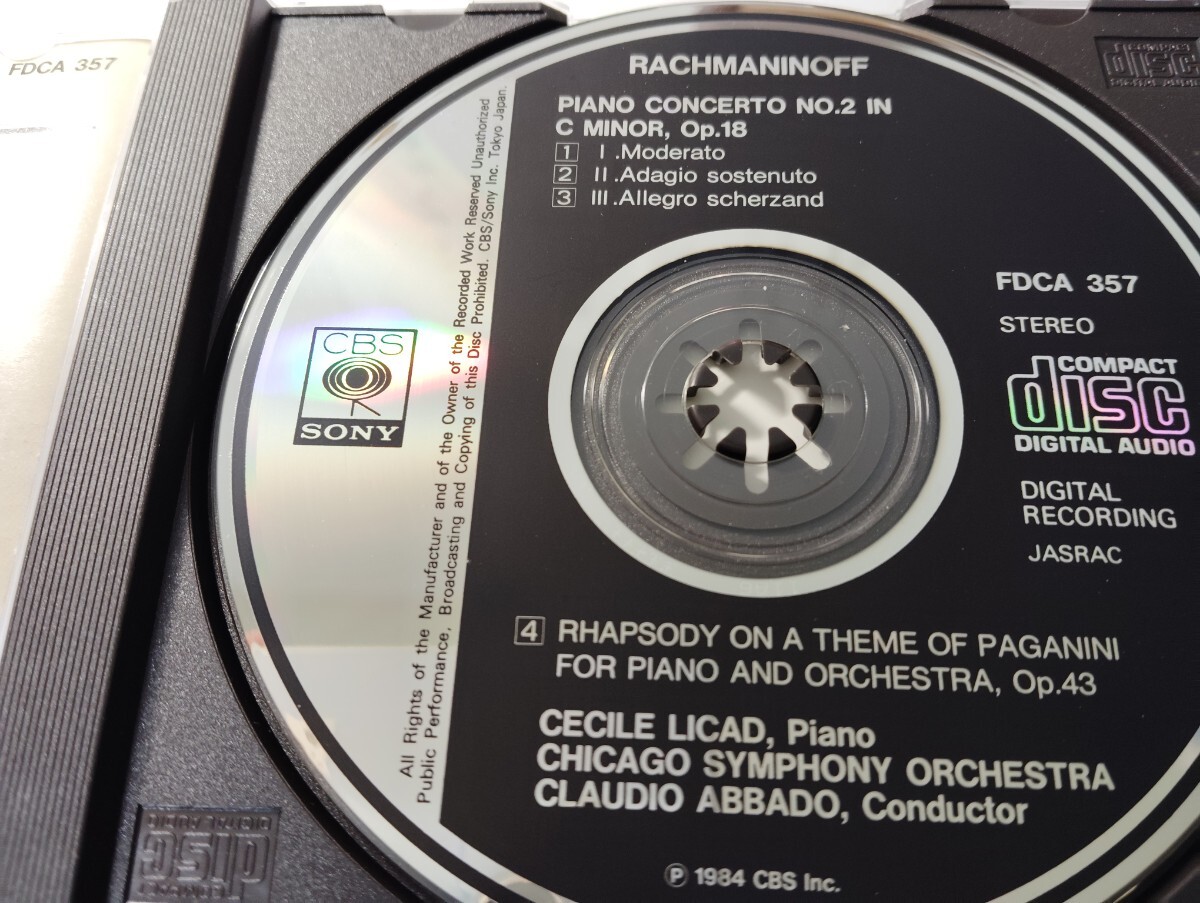 FDCA 357
RACHMANINOFF
PIANO CONCERTO NO.2 IN
C MINOR, Op.18
1 I.Moderato
2 II.Adagio sostenuto
3 III.Allegro scherzand
FDCA 357
STEREO
COMPACT
disc
DIGITAL AUDIO
DIGITAL
RECORDING
JASRAC
CBS
SONY
All Rights of the Manufacturer and of the Owner of the Recorded Work Reserved Unauthorized
Public Performance, Broadcasting and Copying of this Disc Prohibited. CBS/Sony Inc. Tokyo Japan.
4 RHAPSODY ON A THEME OF PAGANINI
FOR PIANO AND ORCHESTRA, Op.43
CECILE LICAD, Piano
CHICAGO SYMPHONY ORCHESTRA
CLAUDIO ABBADO, Conductor
℗ 1984 CBS Inc.
disc
disc